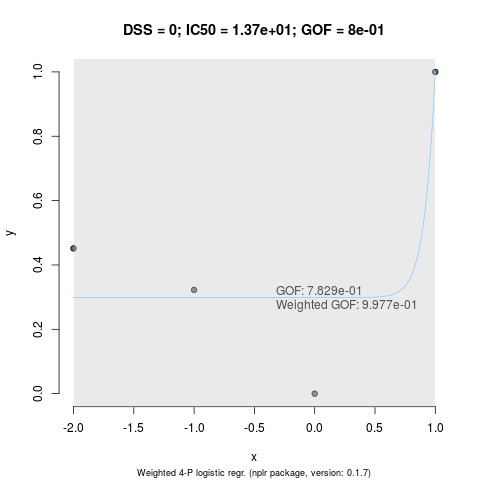 DSS = 0; IC50 = 1.37e+01; GOF = 8e-01
1.0
0.8
0.6
0.4
0.2
0.0
y
GOF: 7.829e-01
Weighted GOF: 9.977e-01
-2.0 -1.5 -1.0 -0.5 0.0 0.5 1.0
x
Weighted 4-P logistic regr. (nplr package, version: 0.1.7)